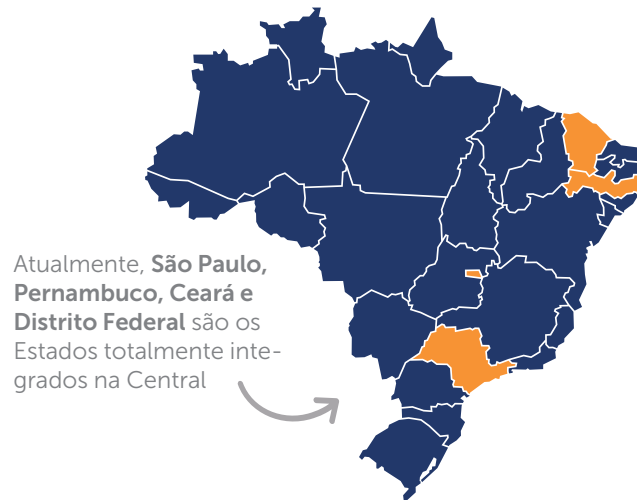 Atualmente, São Paulo,
Pernambuco, Ceará e
Distrito Federal são os
Estados totalmente inte-
grados na Central